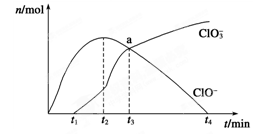 n/mol
a
ClO₃⁻
ClO⁻
t₁ t₂ t₃ t₄ t/min